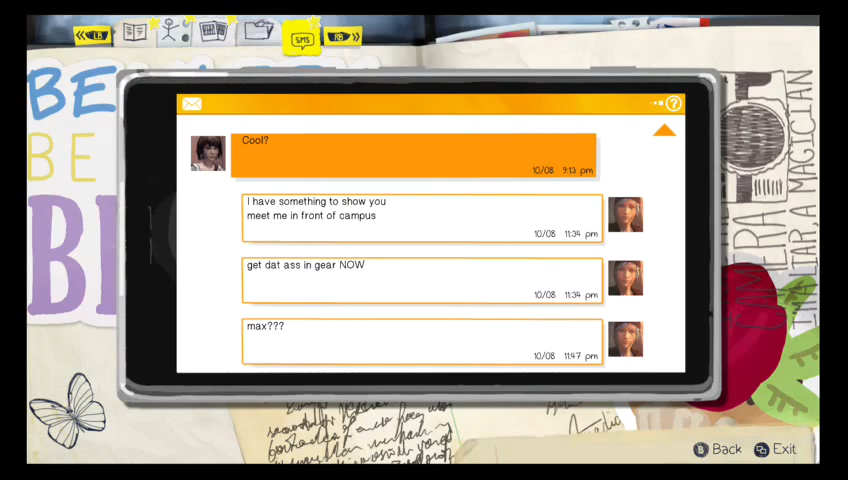 LB
SMS
RB
BE
BE
B
Cool?
10/08 9:13 pm
I have something to show you
meet me in front of campus
10/08 11:34 pm
get dat ass in gear NOW
10/08 11:34 pm
max???
10/08 11:47 pm
CAMERA
LIAR, A MAGICIAN
B Back Exit